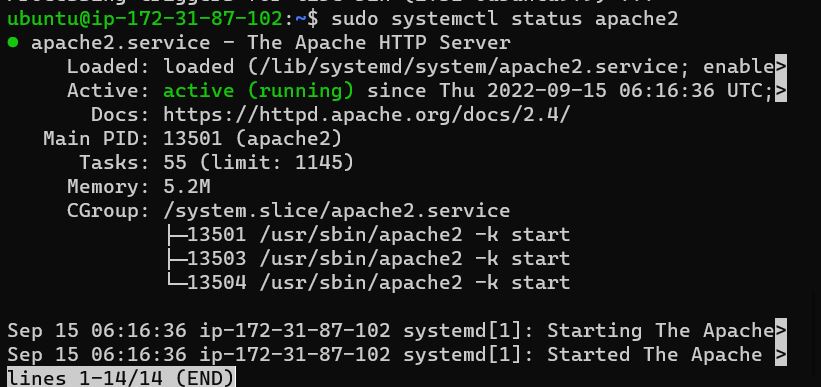 ubuntu@ip-172-31-87-102:~$ sudo systemctl status apache2
● apache2.service - The Apache HTTP Server
     Loaded: loaded (/lib/systemd/system/apache2.service; enable>
     Active: active (running) since Thu 2022-09-15 06:16:36 UTC;>
       Docs: https://httpd.apache.org/docs/2.4/
   Main PID: 13501 (apache2)
      Tasks: 55 (limit: 1145)
     Memory: 5.2M
     CGroup: /system.slice/apache2.service
             ├─13501 /usr/sbin/apache2 -k start
             ├─13503 /usr/sbin/apache2 -k start
             └─13504 /usr/sbin/apache2 -k start

Sep 15 06:16:36 ip-172-31-87-102 systemd[1]: Starting The Apache>
Sep 15 06:16:36 ip-172-31-87-102 systemd[1]: Started The Apache >
lines 1-14/14 (END)